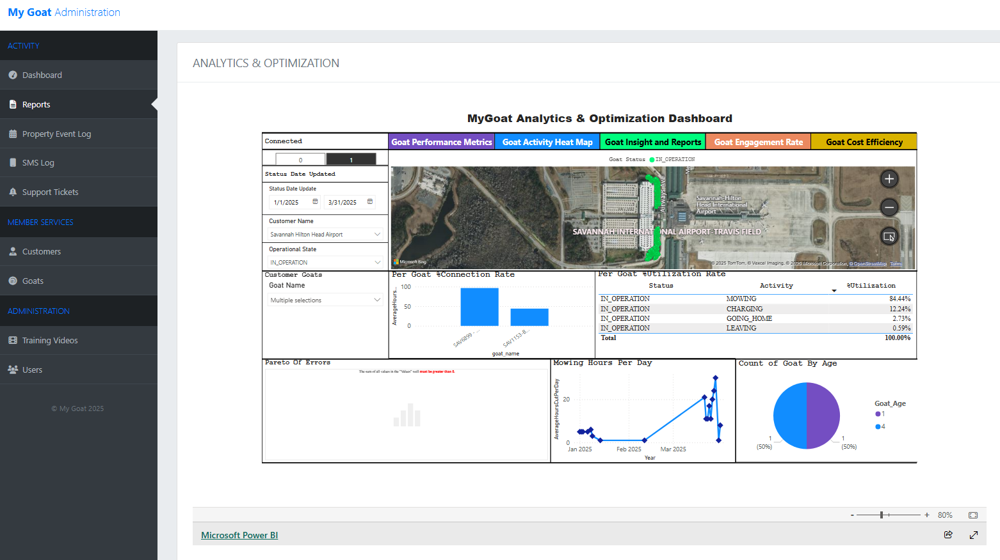 My Goat Administration
ACTIVITY
Dashboard
Reports
Property Event Log
SMS Log
Support Tickets
MEMBER SERVICES
Customers
Goats
ADMINISTRATION
Training Videos
Users
© My Goat 2025
ANALYTICS & OPTIMIZATION
MyGoat Analytics & Optimization Dashboard
Connected
0 1
Status Date Updated
Status Date Update
1/1/2025 3/31/2025
Customer Name
Savannah Hilton Head Airport
Operational State
IN_OPERATION
Customer Goats
Goat Name
Multiple selections
Goat Performance Metrics
Goat Activity Heat Map
Goat Insight and Reports
Goat Engagement Rate
Goat Cost Efficiency
Goat Status IN_OPERATION
Airways Ave
Savannah-Hilton
Head International
Airport
SAVANNAH INTERNATIONAL AIRPORT-TRAVIS FIELD
Microsoft Bing
© 2025 TomTom, © Vexcel Imaging, © 2025 Microsoft Corporation, © OpenStreetMap Terms
Per Goat %Connection Rate
AverageHours...
100
50
0
SAV6899 - ...
SAV1153-B...
goat_name
Per Goat %Utilization Rate
Status Activity %Utilization
IN_OPERATION MOWING 84.44%
IN_OPERATION CHARGING 12.24%
IN_OPERATION GOING_HOME 2.73%
IN_OPERATION LEAVING 0.59%
Total 100.00%
Pareto Of Errors
The sum of all values in the "Values" well must be greater than 0.
Mowing Hours Per Day
AverageHoursCutPerDay
20
0
Jan 2025 Feb 2025 Mar 2025
Year
Count of Goat By Age
1
(50%)
1
(50%)
Goat_Age
1
4
- + 80%
Microsoft Power BI